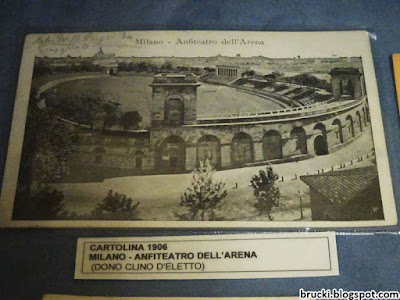 Milano - Anfiteatro dell'Arena
CARTOLINA 1906
MILANO - ANFITEATRO DELL'ARENA
(DONO CLINO D'ELETTO)
brucki.blogspot.com